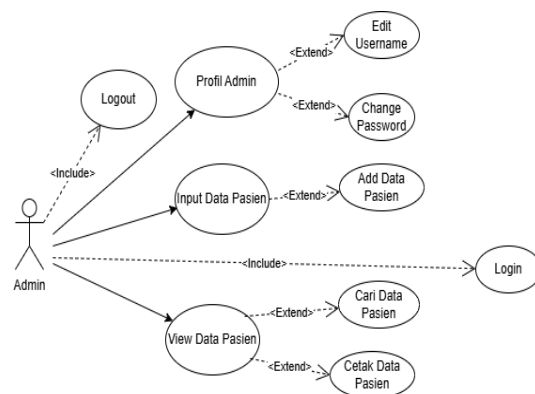 Edit
Username
<Extend>
Profil Admin
<Extend>
Change
Password
Logout
<Include>
Input Data Pasien
<Extend>
Add Data
Pasien
Admin
<Include>
Login
View Data Pasien
<Extend>
Cari Data
Pasien
<Extend>
Cetak Data
Pasien